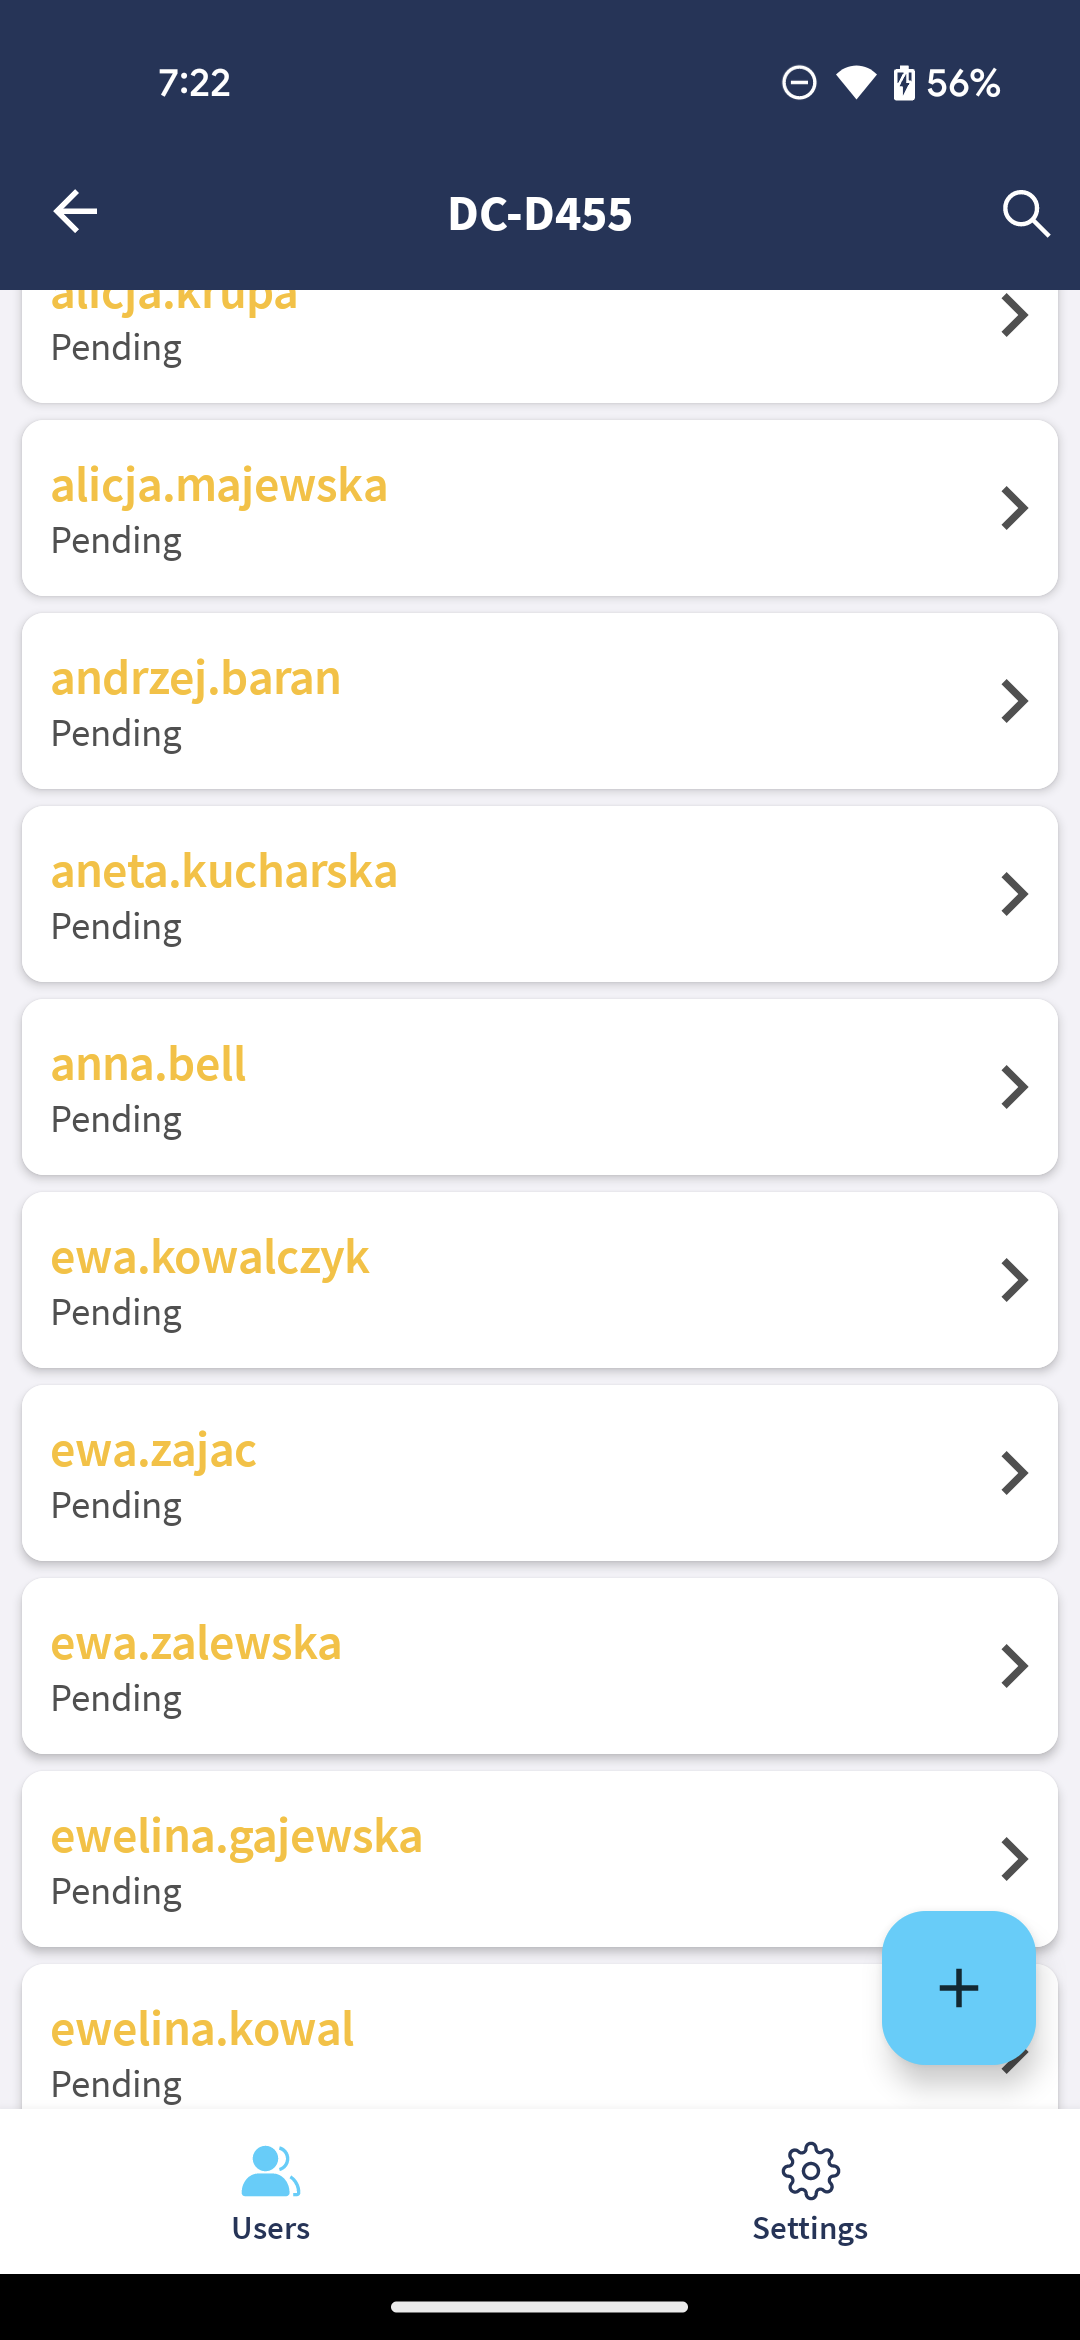 7:22
56%
DC-D455
alicja.krupa
Pending
alicja.majewska
Pending
andrzej.baran
Pending
aneta.kucharska
Pending
anna.bell
Pending
ewa.kowalczyk
Pending
ewa.zajac
Pending
ewa.zalewska
Pending
ewelina.gajewska
Pending
ewelina.kowal
Pending
Users
Settings